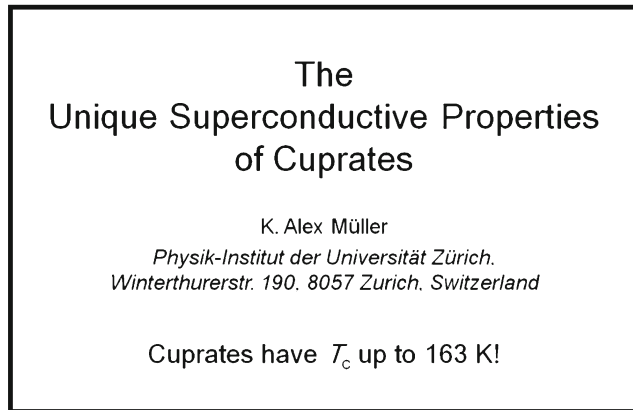 The
Unique Superconductive Properties
of Cuprates
K. Alex Müller
Physik-Institut der Universität Zürich.
Winterthurerstr. 190. 8057 Zurich. Switzerland
Cuprates have Tc up to 163 K!